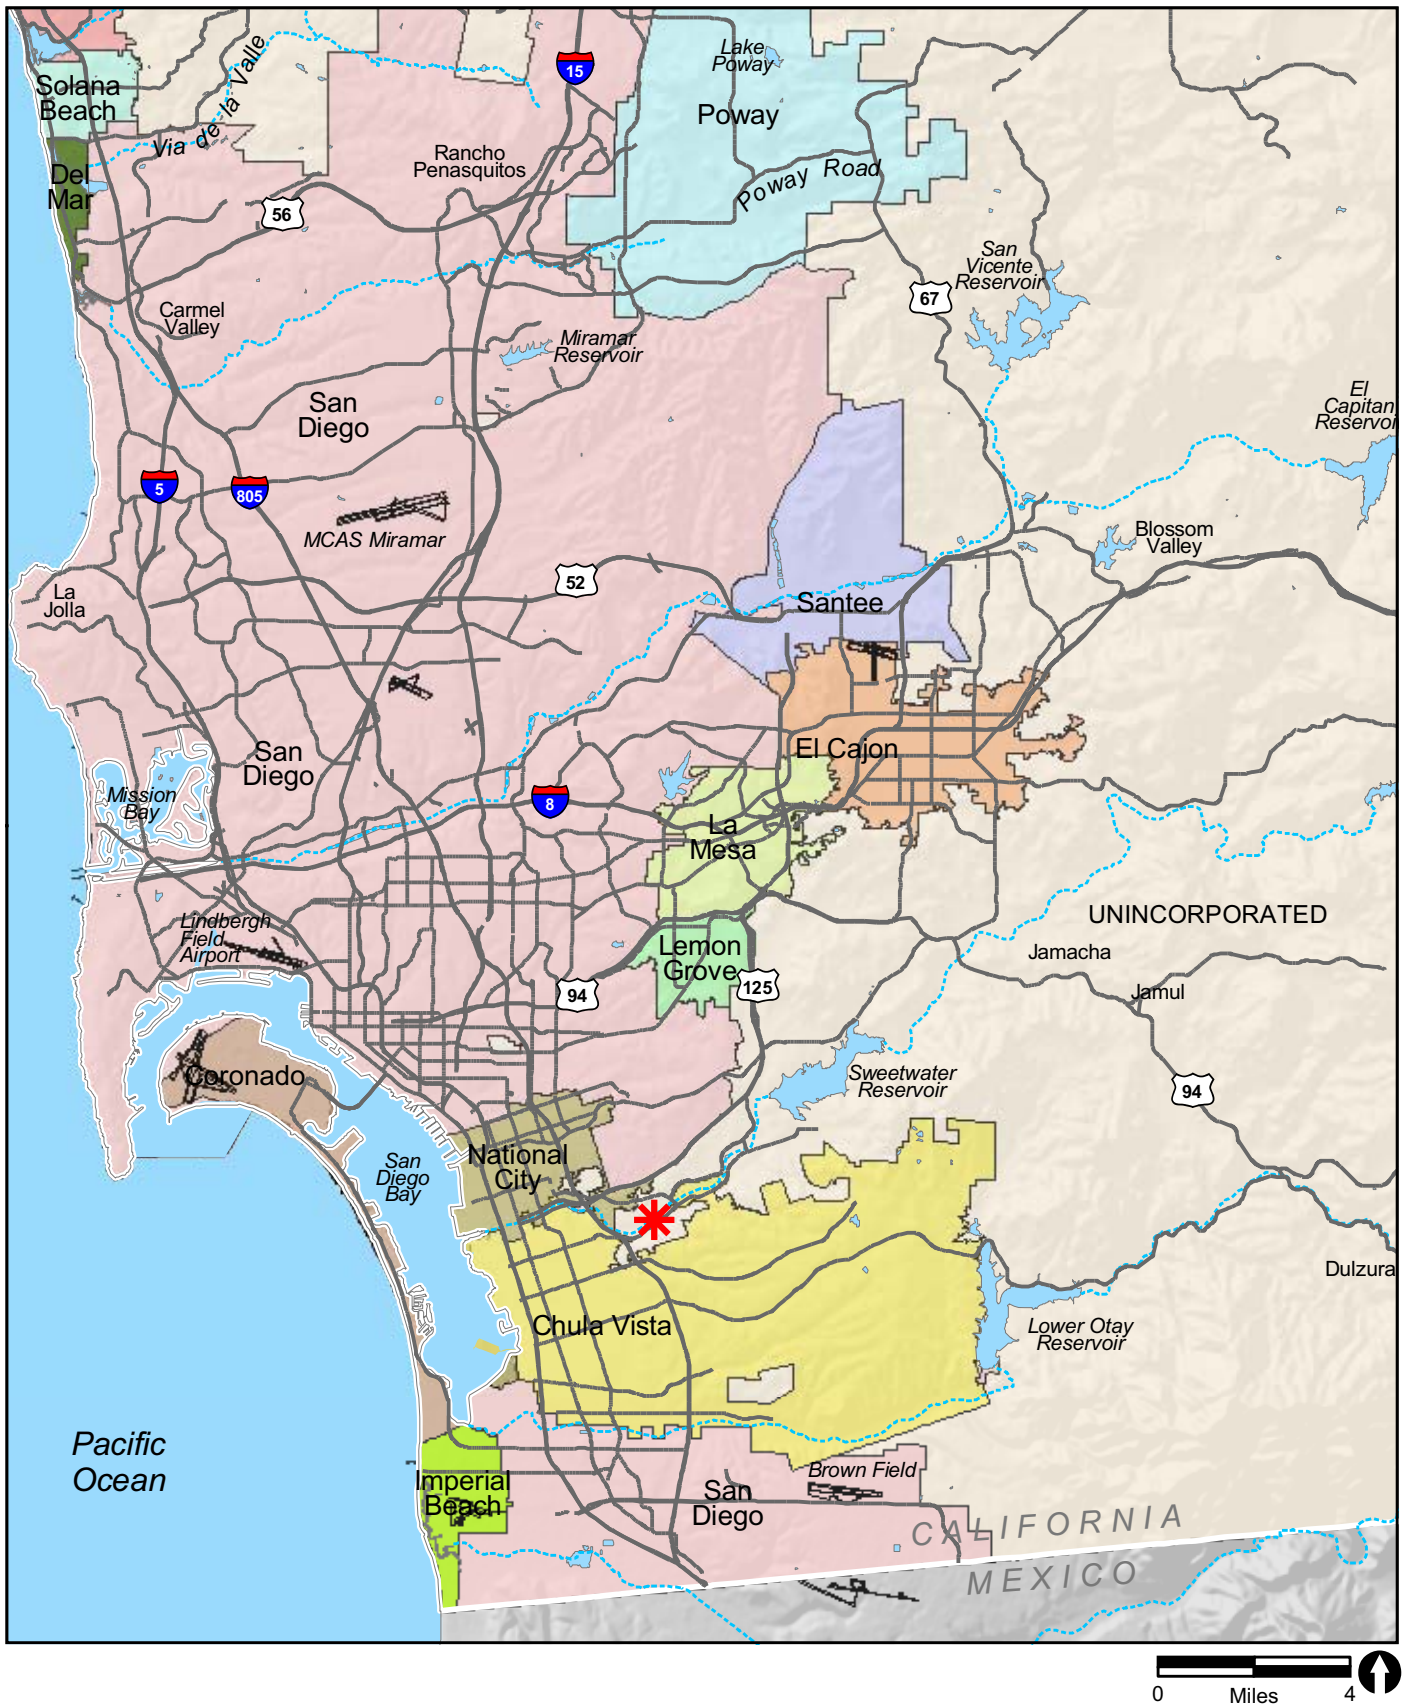 Solana
Beach
Via de la Valle
15
Lake
Poway
Poway
Del
Mar
Rancho
Penasquitos
Poway Road
56
San
Vicente
Reservoir
67
Carmel
Valley
Miramar
Reservoir
San
Diego
El
Capitan
Reservoi
5
805
MCAS Miramar
Blossom
Valley
52
La
Jolla
Santee
San
Diego
El Cajon
Mission
Bay
8
La
Mesa
UNINCORPORATED
Lindbergh
Field
Airport
Lemon
Grove
Jamacha
94
125
Jamul
Coronado
Sweetwater
Reservoir
94
San
Diego
Bay
National
City
Dulzura
Chula Vista
Lower Otay
Reservoir
Pacific
Ocean
Imperial
Beach
Brown Field
San
Diego
CALIFORNIA
MEXICO
0 Miles 4